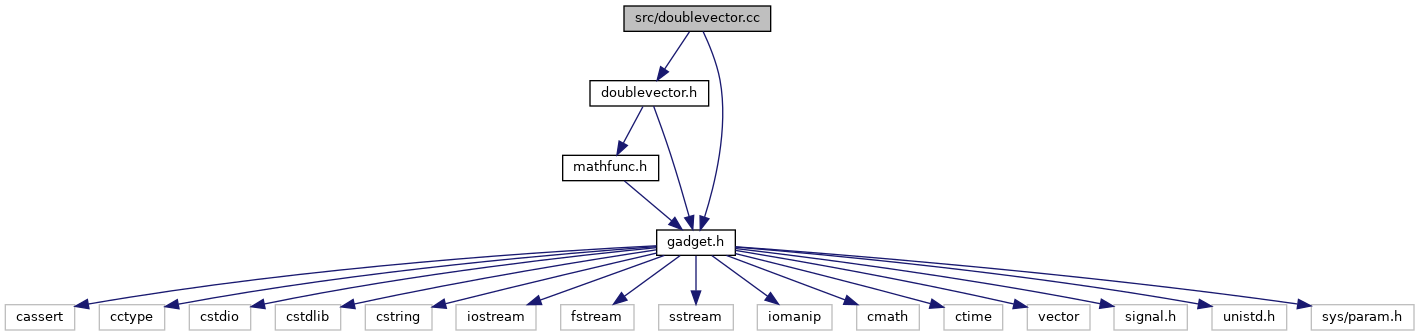 src/doublevector.cc
doublevector.h
mathfunc.h
gadget.h
cassert
cctype
cstdio
cstdlib
cstring
iostream
fstream
sstream
iomanip
cmath
ctime
vector
signal.h
unistd.h
sys/param.h